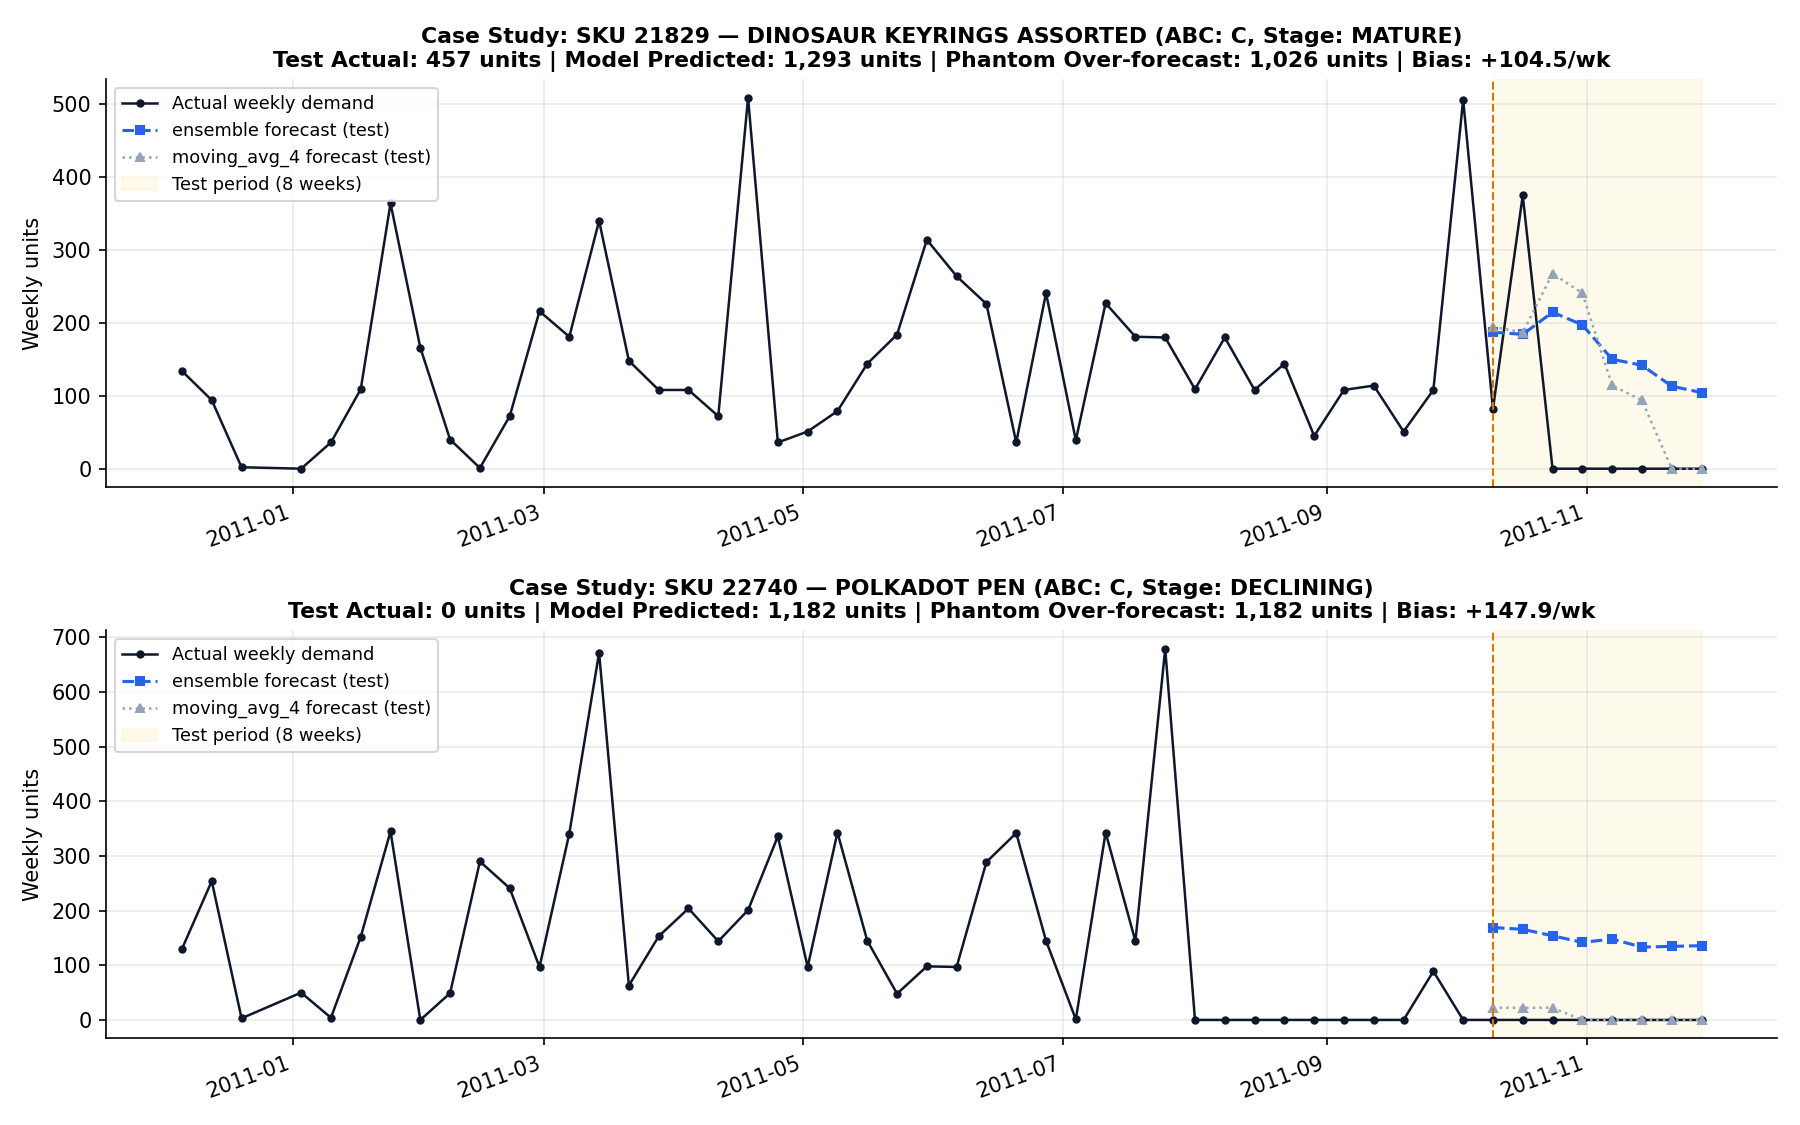 Case Study: SKU 21829 — DINOSAUR KEYRINGS ASSORTED (ABC: C, Stage: MATURE)
Test Actual: 457 units | Model Predicted: 1,293 units | Phantom Over-forecast: 1,026 units | Bias: +104.5/wk
Weekly units
500
400
300
200
100
0
Actual weekly demand
ensemble forecast (test)
moving_avg_4 forecast (test)
Test period (8 weeks)
2011-01
2011-03
2011-05
2011-07
2011-09
2011-11
Case Study: SKU 22740 — POLKADOT PEN (ABC: C, Stage: DECLINING)
Test Actual: 0 units | Model Predicted: 1,182 units | Phantom Over-forecast: 1,182 units | Bias: +147.9/wk
Weekly units
700
600
500
400
300
200
100
0
Actual weekly demand
ensemble forecast (test)
moving_avg_4 forecast (test)
Test period (8 weeks)
2011-01
2011-03
2011-05
2011-07
2011-09
2011-11